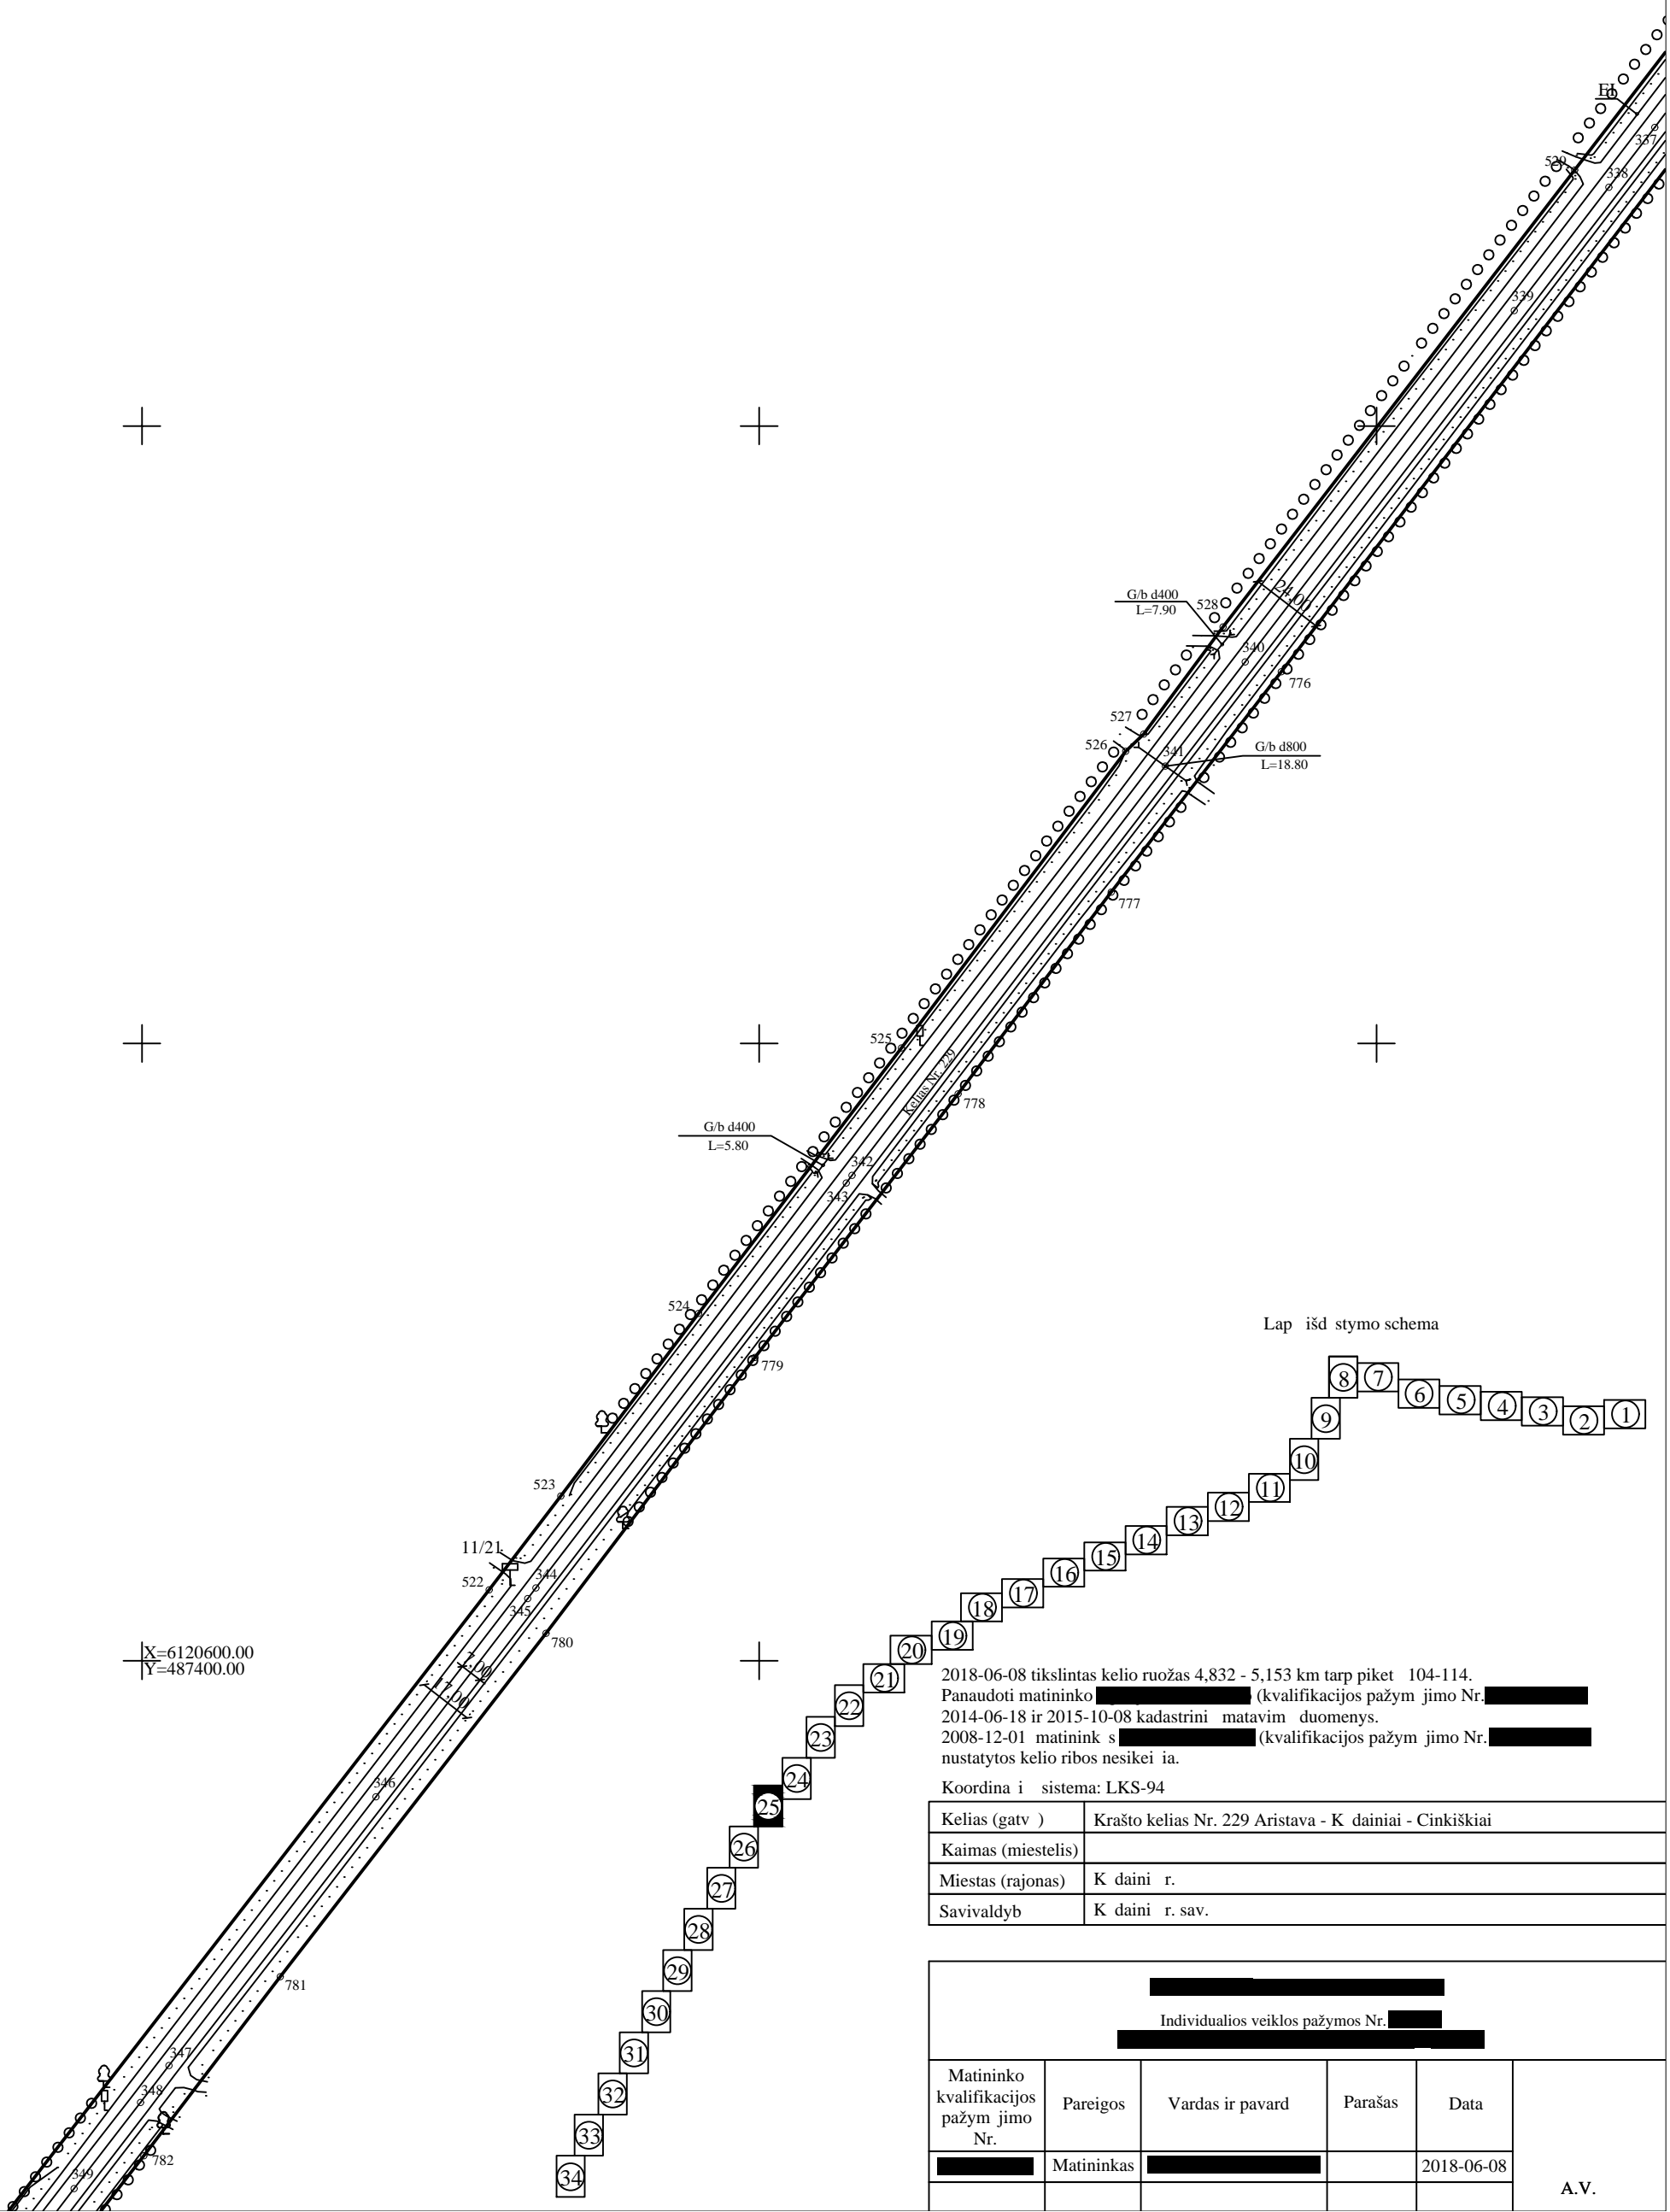 EI
337
529
338
339
24.00
G/b d400
L=7.90
528
340
776
527
526
341
G/b d800
L=18.80
777
525
Kelias Nr. 229
778
G/b d400
L=5.80
342
343
524
779
523
11/21
522
344
345
780
X=6120600.00
Y=487400.00
7.00
17.00
346
781
347
348
782
349
Lap išd stymo schema
8
7
6
5
4
3
2
1
9
10
11
12
13
14
15
16
17
18
19
20
21
22
23
24
25
26
27
28
29
30
31
32
33
34
2018-06-08 tikslintas kelio ruožas 4,832 - 5,153 km tarp piket 104-114.
Panaudoti matininko (kvalifikacijos pažym jimo Nr.
2014-06-18 ir 2015-10-08 kadastrini matavim duomenys.
2008-12-01 matinink s (kvalifikacijos pažym jimo Nr.
nustatytos kelio ribos nesikei ia.
Koordina i sistema: LKS-94
Kelias (gatv ) Krašto kelias Nr. 229 Aristava - K dainiai - Cinkiškiai
Kaimas (miestelis)
Miestas (rajonas) K daini r.
Savivaldyb K daini r. sav.
Individualios veiklos pažymos Nr.
Matininko
kvalifikacijos
pažym jimo
Nr.
Pareigos
Vardas ir pavard
Parašas
Data
Matininkas
2018-06-08
A.V.